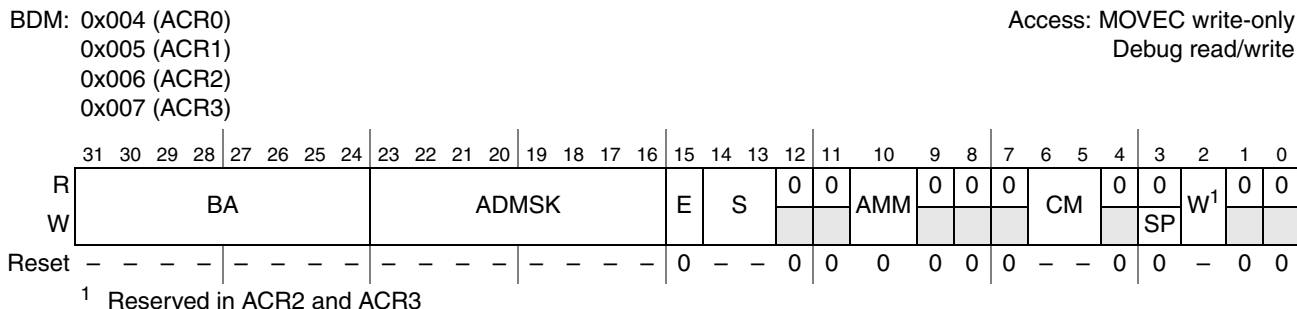 BDM: 0x004 (ACR0) Access: MOVEC write-only
0x005 (ACR1) Debug read/write
0x006 (ACR2)
0x007 (ACR3)
31 30 29 28 27 26 25 24 23 22 21 20 19 18 17 16 15 14 13 12 11 10 9 8 7 6 5 4 3 2 1 0
R BA ADMSK E S 0 0 AMM 0 0 0 CM 0 0 W1 0 0
W SP
Reset – – – – – – – – – – – – – – – – 0 – – 0 0 0 0 0 0 – – 0 0 – 0 0
1 Reserved in ACR2 and ACR3